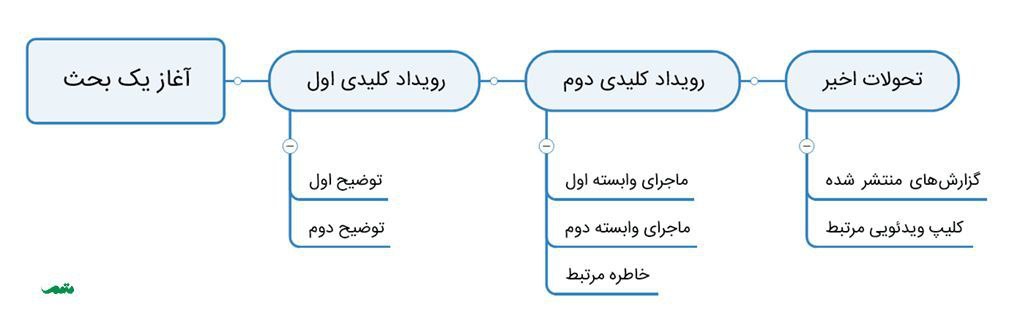 آغاز یک بحث
رویداد کلیدی اول
توضیح اول
توضیح دوم
رویداد کلیدی دوم
ماجرای وابسته اول
ماجرای وابسته دوم
خاطره مرتبط
تحولات اخیر
گزارش‌های منتشر شده
کلیپ ویدئویی مرتبط
متمم